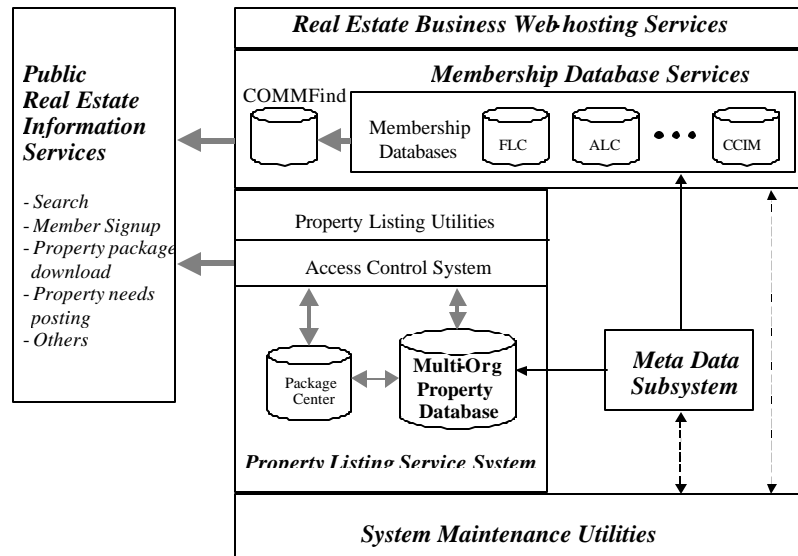 Real Estate Business Web-hosting Services
Public
Real Estate
Information
Services
- Search
- Member Signup
- Property package
download
- Property needs
posting
- Others
Membership Database Services
COMMFind
Membership
Databases
FLC
ALC
CCIM
Property Listing Utilities
Access Control System
Package
Center
Multi-Org
Property
Database
Meta Data
Subsystem
Property Listing Service System
System Maintenance Utilities